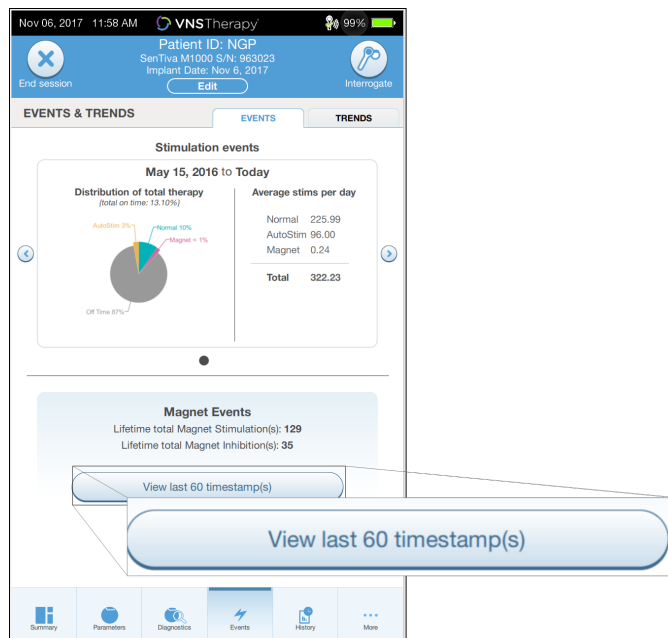 Nov 06, 2017 11:58 AM VNSTherapy 99%
Patient ID: NGP
SenTiva M1000 S/N: 963023
Implant Date: Nov 6, 2017
End session Edit Interrogate
EVENTS & TRENDS EVENTS TRENDS
Stimulation events
May 15, 2016 to Today
Distribution of total therapy
(total on time: 13.10%)
AutoStim 3%
Normal 10%
Magnet < 1%
Off Time 87%
Average stims per day
Normal 225.99
AutoStim 96.00
Magnet 0.24
Total 322.23
Magnet Events
Lifetime total Magnet Stimulation(s): 129
Lifetime total Magnet Inhibition(s): 35
View last 60 timestamp(s)
View last 60 timestamp(s)
Summary Parameters Diagnostics Events History More